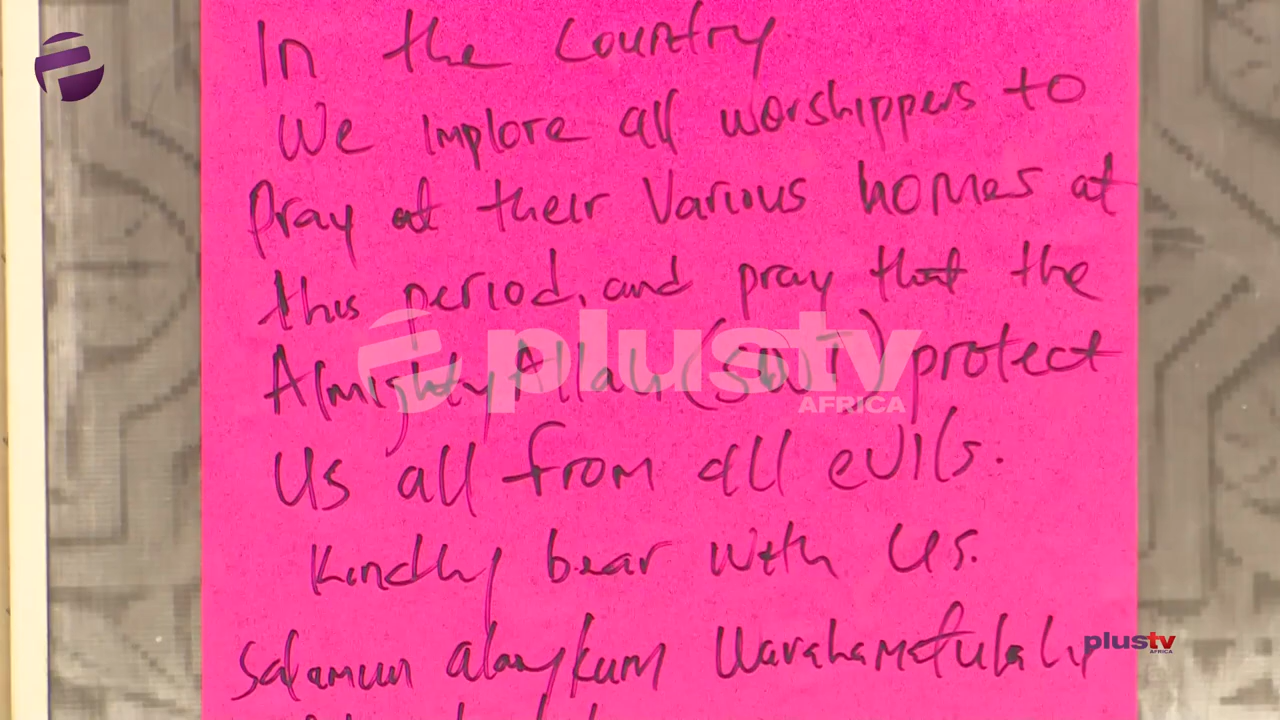 In the Country
We Implore all worshippers to
Pray at their Various homes at
this period, and pray that the
Almighty Allah (SWT) protect
Us all from all evils.
Kindly bear with Us.
Salamun alaykum Warahamatulahi
plustv
AFRICA
plustv
AFRICA